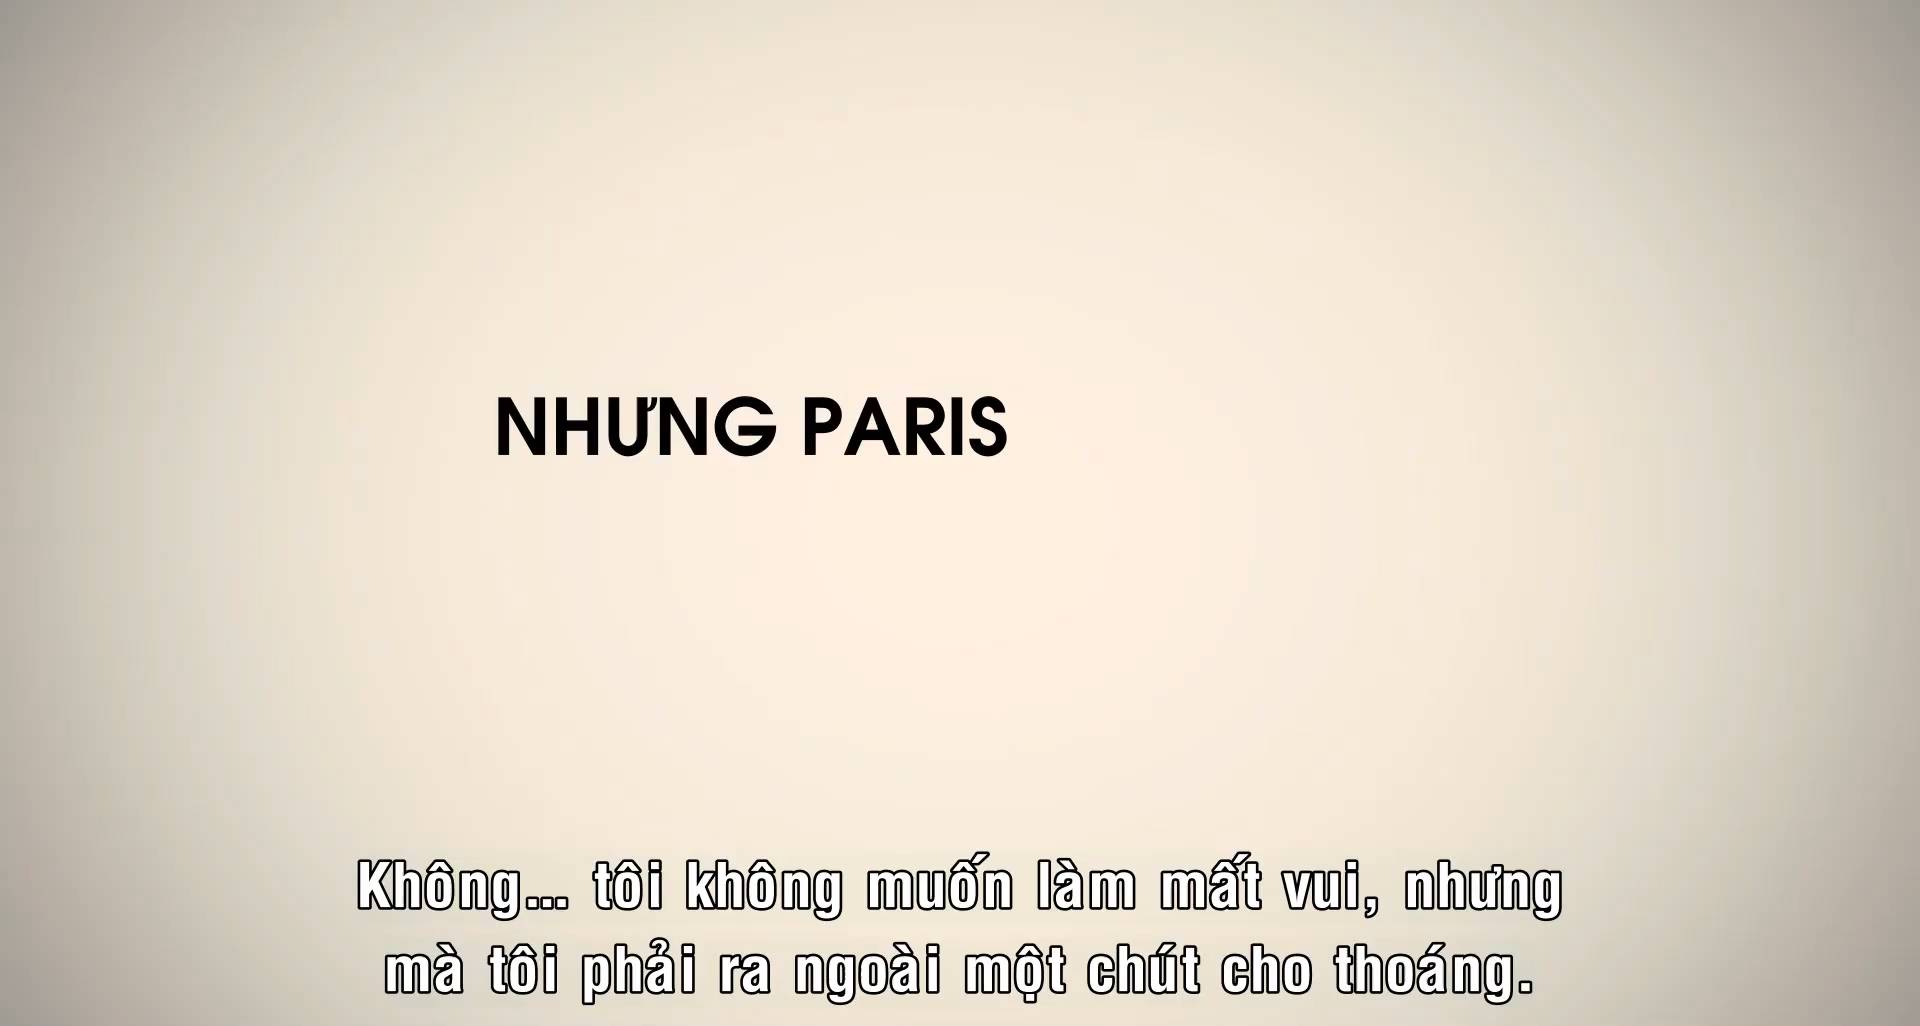 NHƯNG PARIS
Không... tôi không muốn làm mất vui, nhưng
mà tôi phải ra ngoài một chút cho thoáng.